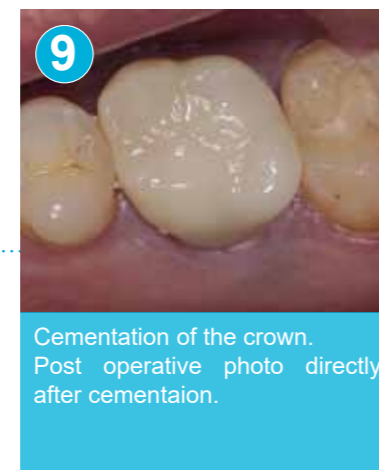 9
Cementation of the crown.
Post operative photo directly
after cementaion.